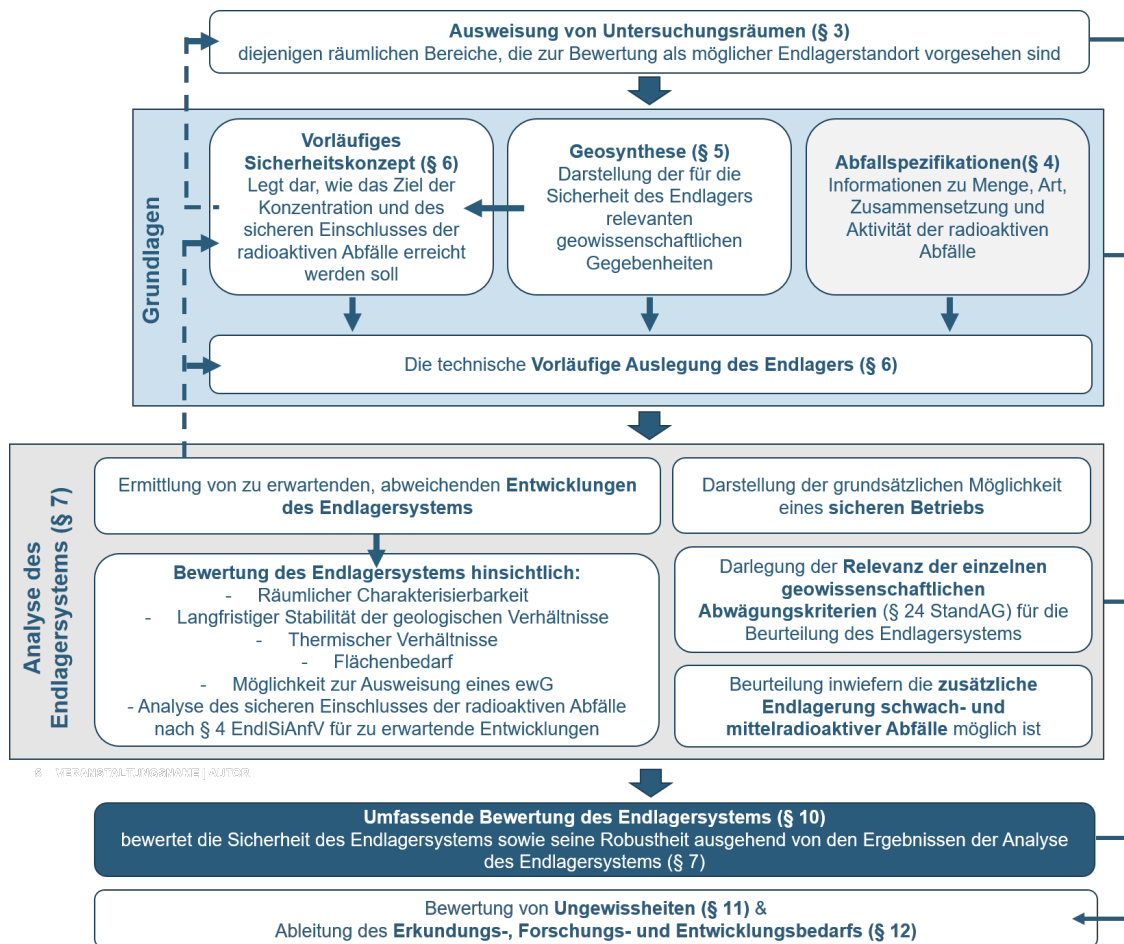 Ausweisung von Untersuchungsräumen (§ 3)
diejenigen räumlichen Bereiche, die zur Bewertung als möglicher Endlagerstandort vorgesehen sind
Grundlagen
Vorläufiges
Sicherheitskonzept (§ 6)
Legt dar, wie das Ziel der
Konzentration und des
sicheren Einschlusses der
radioaktiven Abfälle erreicht
werden soll
Geosynthese (§ 5)
Darstellung der für die
Sicherheit des Endlagers
relevanten
geowissenschaftlichen
Gegebenheiten
Abfallspezifikationen(§ 4)
Informationen zu Menge, Art,
Zusammensetzung und
Aktivität der radioaktiven
Abfälle
Die technische Vorläufige Auslegung des Endlagers (§ 6)
Analyse des
Endlagersystems (§ 7)
Ermittlung von zu erwartenden, abweichenden Entwicklungen
des Endlagersystems
Bewertung des Endlagersystems hinsichtlich:
- Räumlicher Charakterisierbarkeit
- Langfristiger Stabilität der geologischen Verhältnisse
- Thermischer Verhältnisse
- Flächenbedarf
- Möglichkeit zur Ausweisung eines ewG
- Analyse des sicheren Einschlusses der radioaktiven Abfälle
nach § 4 EndlSiAnfV für zu erwartende Entwicklungen
Darstellung der grundsätzlichen Möglichkeit
eines sicheren Betriebs
Darlegung der Relevanz der einzelnen
geowissenschaftlichen
Abwägungskriterien (§ 24 StandAG) für die
Beurteilung des Endlagersystems
Beurteilung inwiefern die zusätzliche
Endlagerung schwach- und
mittelradioaktiver Abfälle möglich ist
VERANSTALTUNGSNAME | AUTOR
Umfassende Bewertung des Endlagersystems (§ 10)
bewertet die Sicherheit des Endlagersystems sowie seine Robustheit ausgehend von den Ergebnissen der Analyse
des Endlagersystems (§ 7)
Bewertung von Ungewissheiten (§ 11) &
Ableitung des Erkundungs-, Forschungs- und Entwicklungsbedarfs (§ 12)